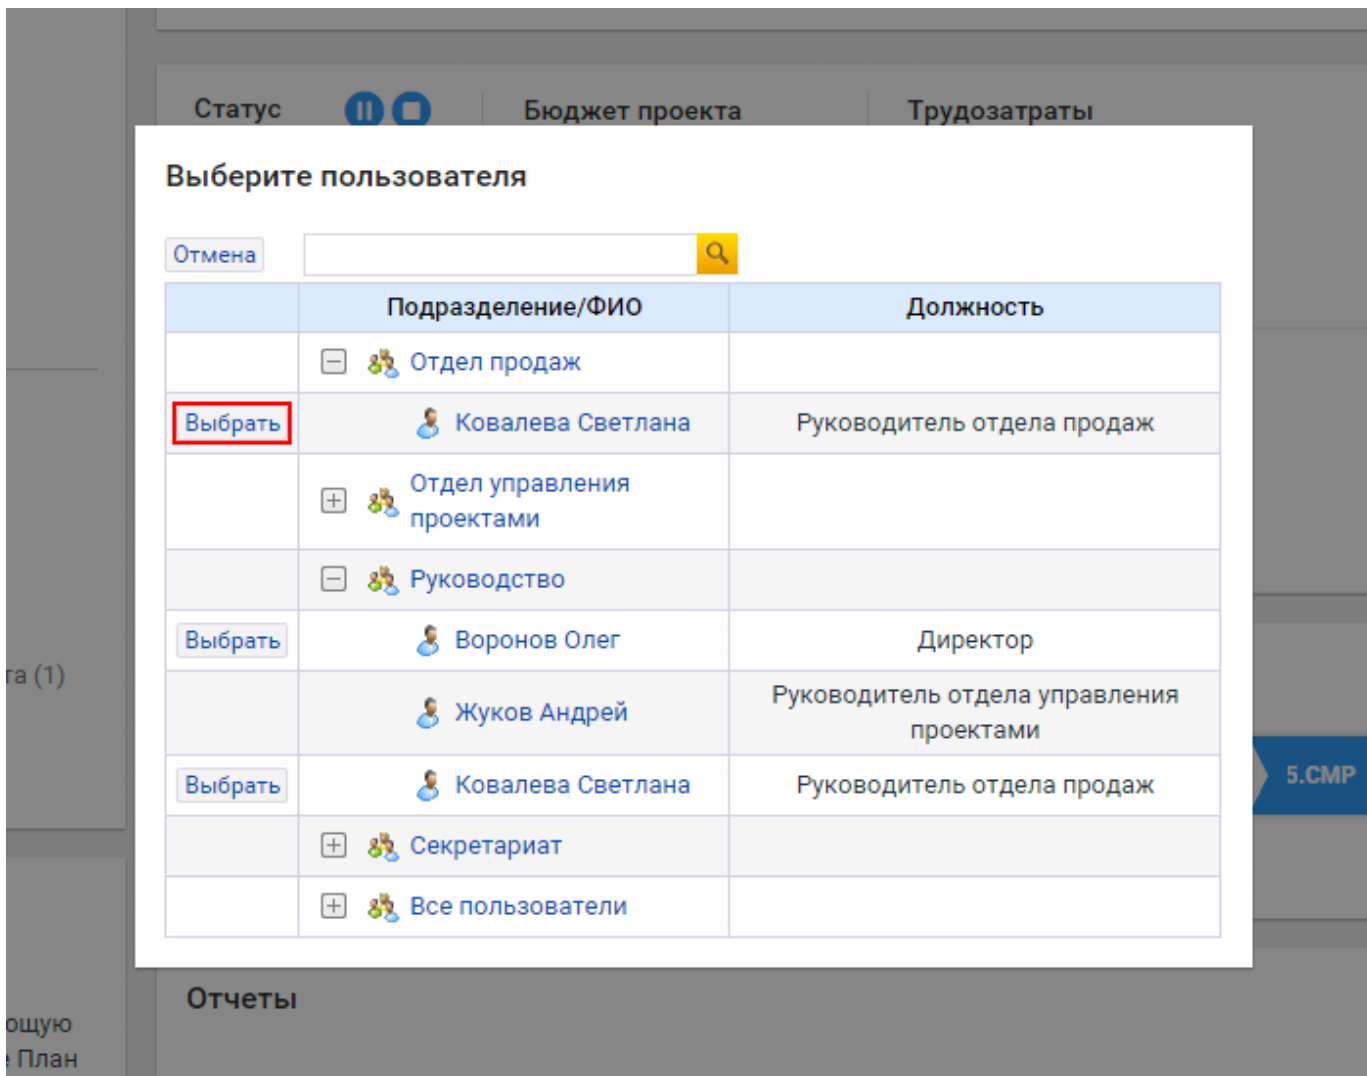 Статус
Бюджет проекта
Трудозатраты
Выберите пользователя
Отмена
Подразделение/ФИО
Должность
Отдел продаж
Выбрать
Ковалева Светлана
Руководитель отдела продаж
Отдел управления
проектами
Руководство
Выбрать
Воронов Олег
Директор
Жуков Андрей
Руководитель отдела управления
проектами
Выбрать
Ковалева Светлана
Руководитель отдела продаж
Секретариат
Все пользователи
та (1)
5.СМР
Отчеты
ющую
План